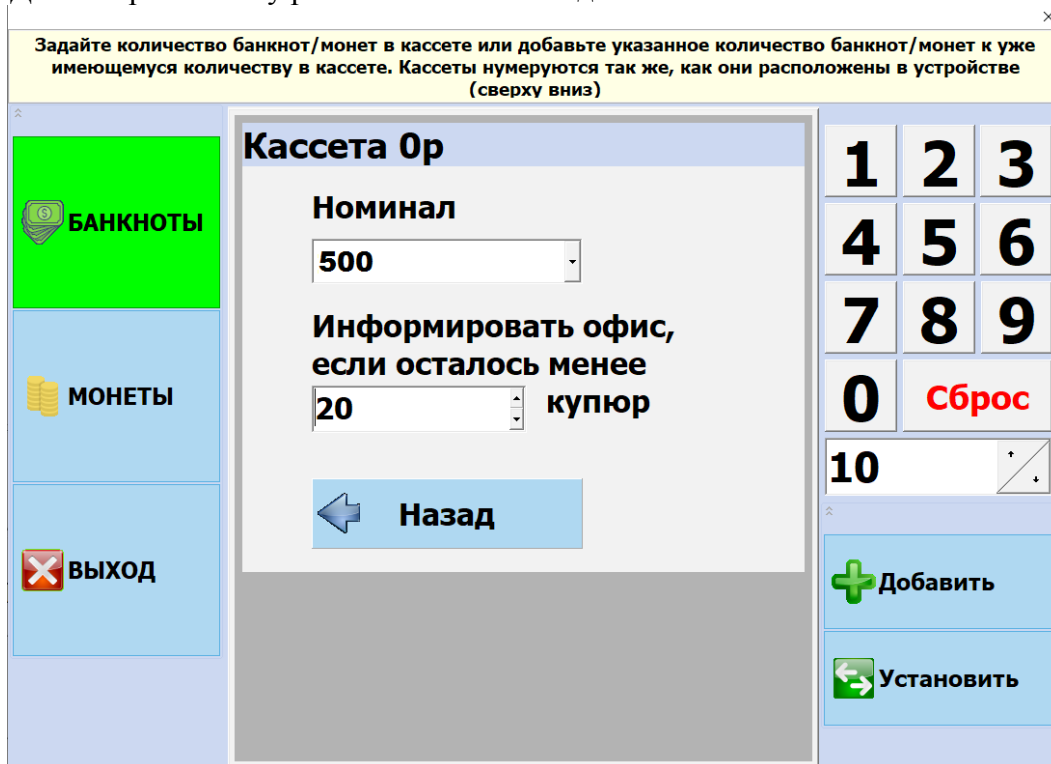 Задайте количество банкнот/монет в кассете или добавьте указанное количество банкнот/монет к уже
имеющемуся количеству в кассете. Кассеты нумеруются так же, как они расположены в устройстве
(сверху вниз)
БАНКНОТЫ
МОНЕТЫ
ВЫХОД
Кассета 0р
Номинал
500
Информировать офис,
если осталось менее
20 купюр
Назад
1 2 3
4 5 6
7 8 9
0 Сброс
10
Добавить
Установить